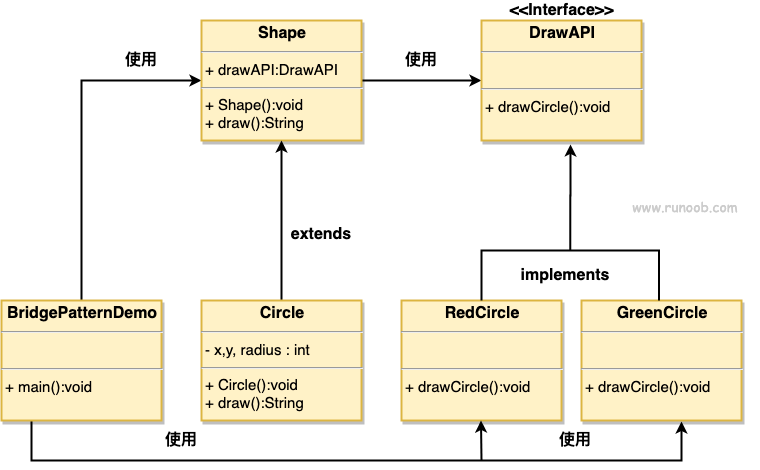 <<Interface>>
Shape
DrawAPI
使用
使用
+ drawAPI:DrawAPI
+ Shape():void
+ draw():String
+ drawCircle():void
www.runoob.com
extends
implements
BridgePatternDemo
Circle
RedCircle
GreenCircle
- x,y, radius : int
+ main():void
+ Circle():void
+ draw():String
+ drawCircle():void
+ drawCircle():void
使用
使用